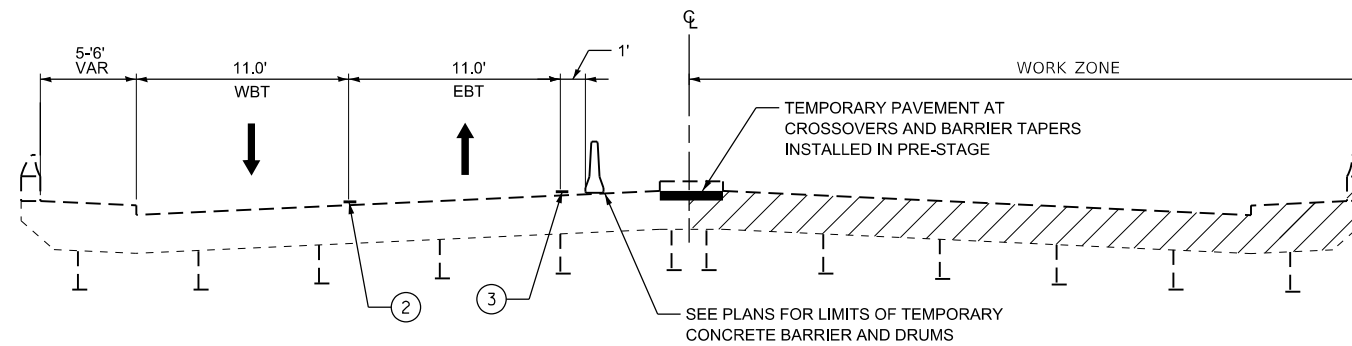 ℄
5-'6'
VAR
11.0'
WBT
11.0'
EBT
1'
WORK ZONE
TEMPORARY PAVEMENT AT
CROSSOVERS AND BARRIER TAPERS
INSTALLED IN PRE-STAGE
2
3
SEE PLANS FOR LIMITS OF TEMPORARY
CONCRETE BARRIER AND DRUMS